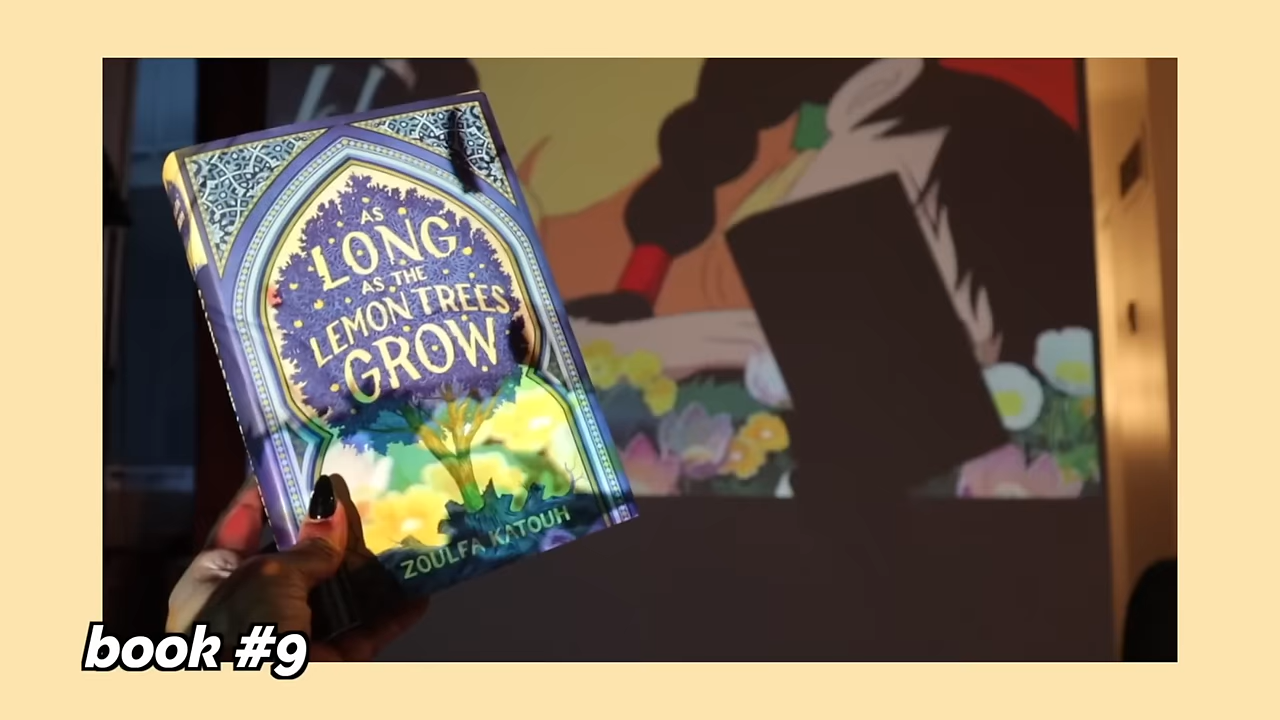 AS
LONG
AS THE
LEMON TREES
GROW
ZOULFA KATOUH
book #9